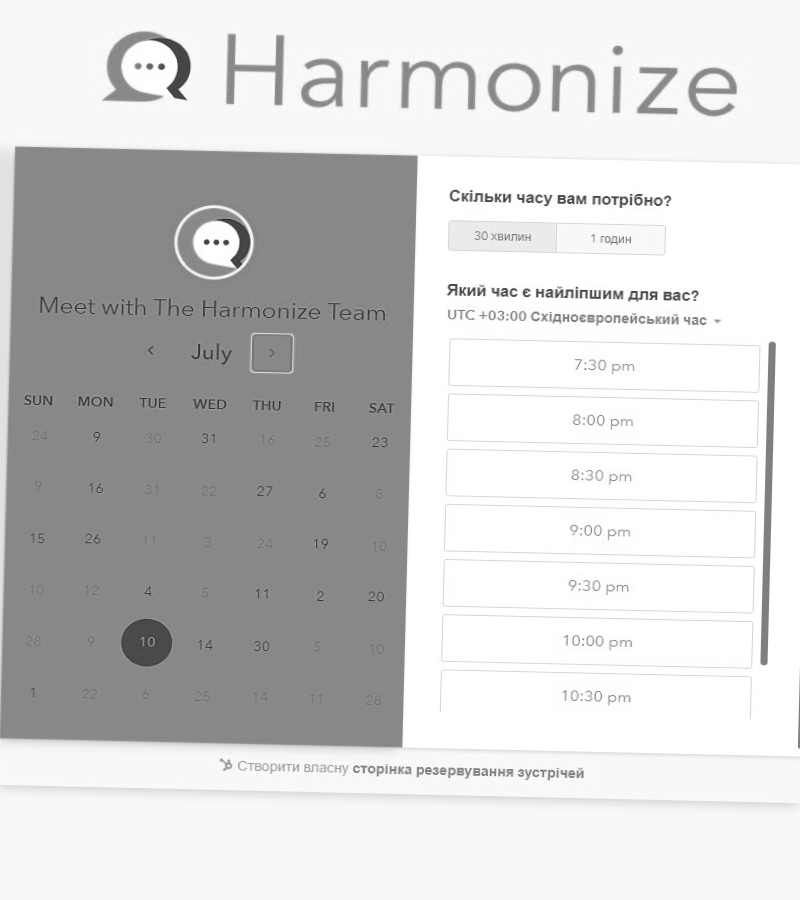 Harmonize
Meet with The Harmonize Team
July
SUN MON TUE WED THU FRI SAT
24 9 30 31 16 25 23
9 16 31 22 27 6 8
15 26 11 3 24 19 10
10 12 4 5 11 2 20
28 9 10 14 30 5 10
1 22 6 25 14 11 28
Скільки часу вам потрібно?
30 хвилин 1 годин
Який час є найліпшим для вас?
UTC +03:00 Східноєвропейський час
7:30 pm
8:00 pm
8:30 pm
9:00 pm
9:30 pm
10:00 pm
10:30 pm
Створити власну сторінка резервування зустрічей